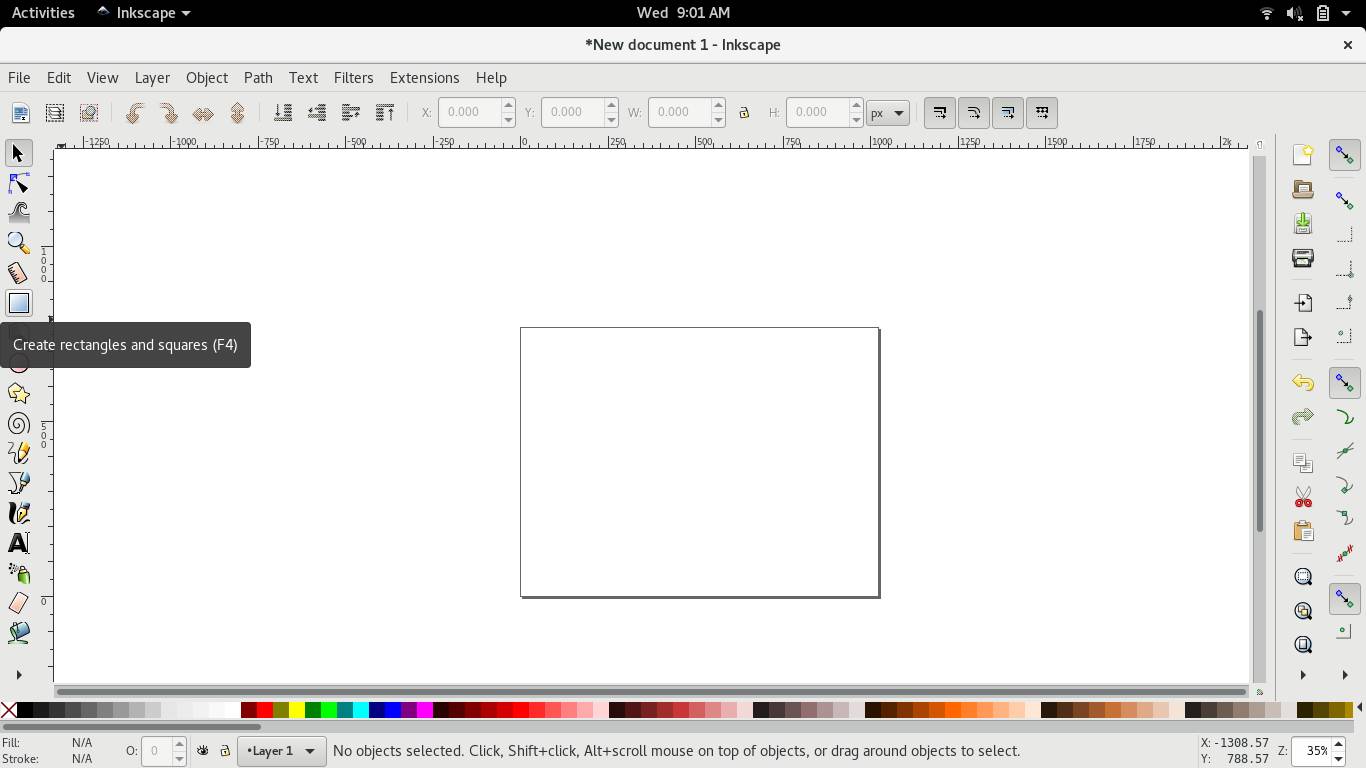 Activities Inkscape Wed 9:01 AM
*New document 1 - Inkscape
File Edit View Layer Object Path Text Filters Extensions Help
X: 0.000 Y: 0.000 W: 0.000 H: 0.000 px
-1250 -1000 -750 -500 -250 0 250 500 750 1000 1250 1500 1750 2k
1000
Create rectangles and squares (F4)
500
0
Fill: N/A
Stroke: N/A
O: 0
•Layer 1
No objects selected. Click, Shift+click, Alt+scroll mouse on top of objects, or drag around objects to select.
X: -1308.57
Y: 788.57
Z: 35%